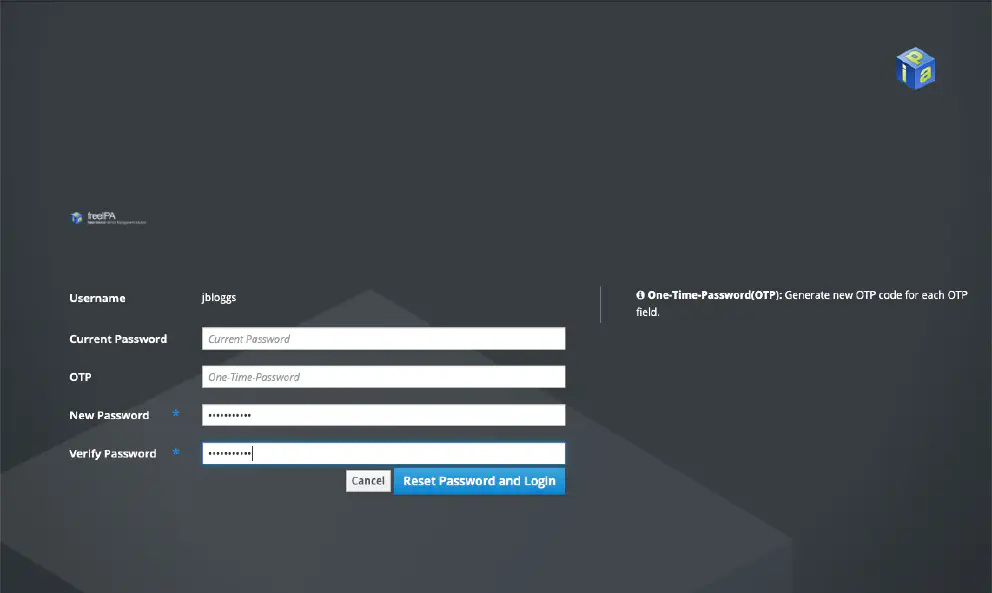 freeIPA
Username jbloggs
Current Password Current Password
OTP One-Time-Password
New Password * •••••••••••
Verify Password * •••••••••••
Cancel Reset Password and Login
One-Time-Password(OTP): Generate new OTP code for each OTP
field.